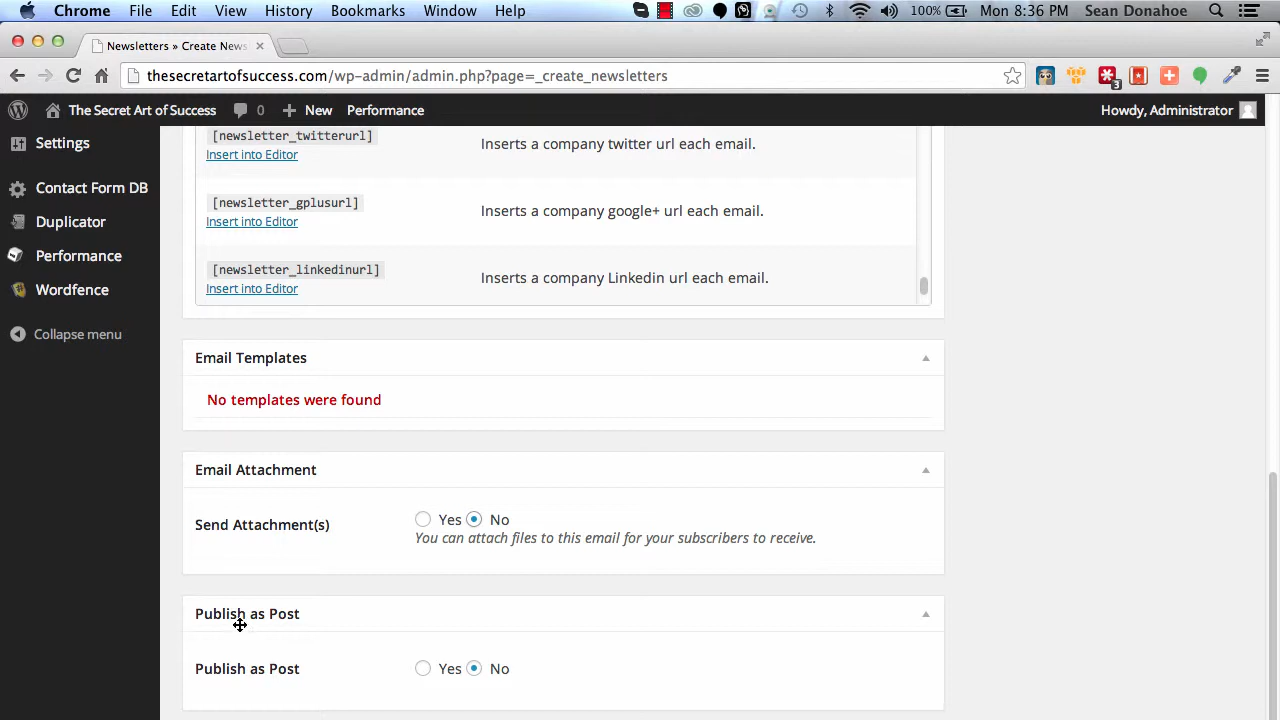 Chrome File Edit View History Bookmarks Window Help 100% Mon 8:36 PM Sean Donahoe
Newsletters » Create News
thesecretartofsuccess.com/wp-admin/admin.php?page=_create_newsletters
3
The Secret Art of Success 0 New Performance Howdy, Administrator
Settings
Contact Form DB
Duplicator
Performance
Wordfence
Collapse menu
[newsletter_twitterurl] Inserts a company twitter url each email.
Insert into Editor
[newsletter_gplusurl] Inserts a company google+ url each email.
Insert into Editor
[newsletter_linkedinurl] Inserts a company Linkedin url each email.
Insert into Editor
Email Templates
No templates were found
Email Attachment
Send Attachment(s) Yes No
You can attach files to this email for your subscribers to receive.
Publish as Post
Publish as Post Yes No